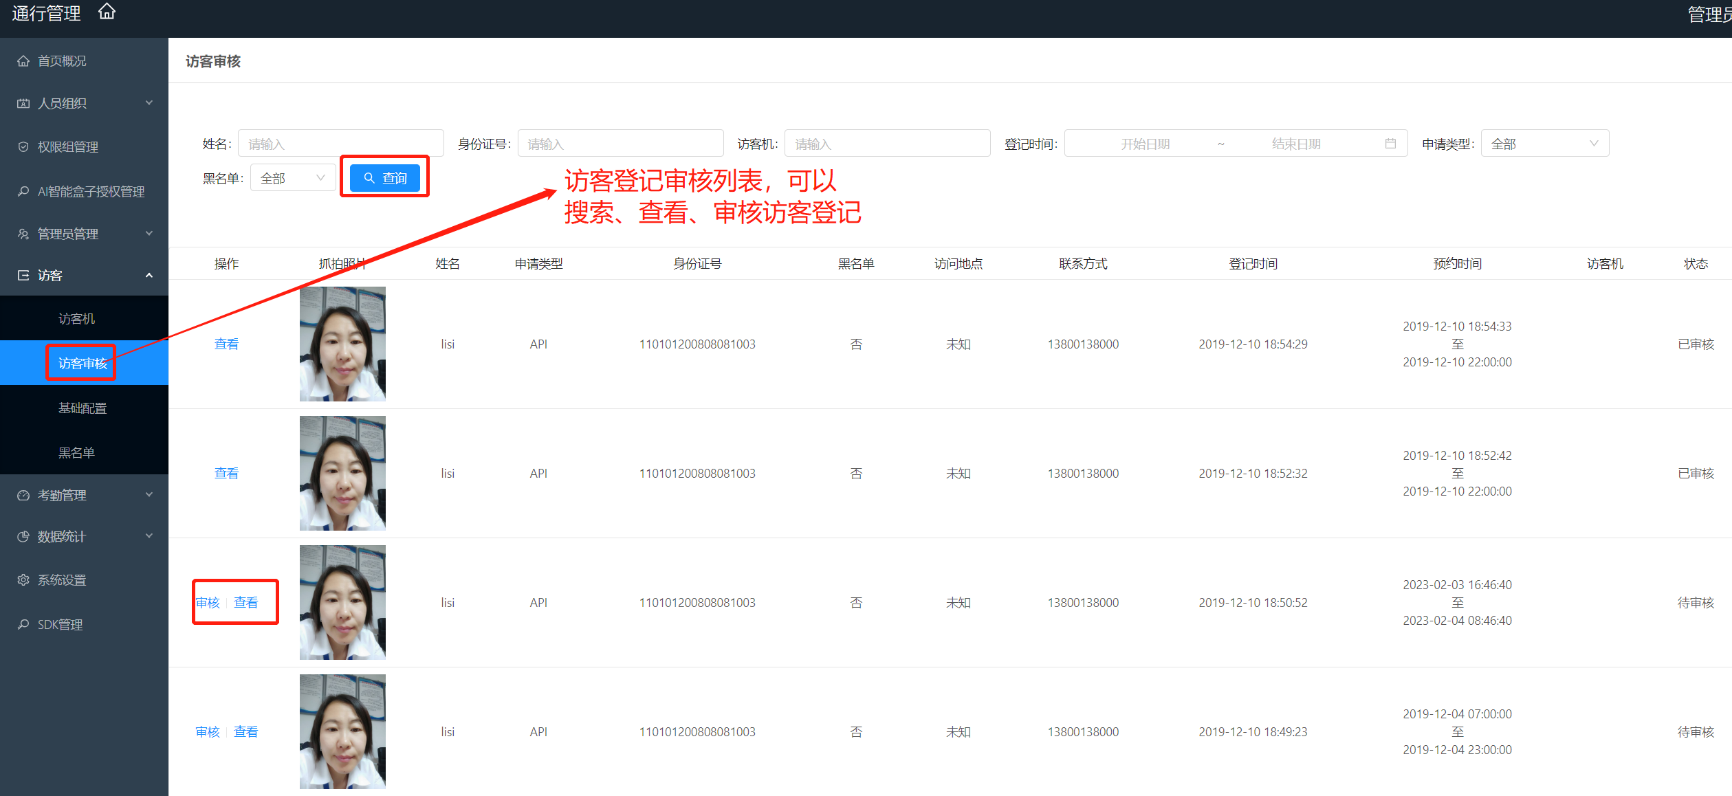 通行管理
管理员
首页概况
人员组织
权限组管理
AI智能盒子授权管理
管理员管理
访客
访客机
访客审核
基础配置
黑名单
考勤管理
数据统计
系统设置
SDK管理
访客审核
姓名: 请输入 身份证号: 请输入 访客机: 请输入 登记时间: 开始日期 ~ 结束日期 申请类型: 全部
黑名单: 全部 查询
访客登记审核列表，可以
搜索、查看、审核访客登记
操作 抓拍照片 姓名 申请类型 身份证号 黑名单 访问地点 联系方式 登记时间 预约时间 访客机 状态
查看 lisi API 110101200808081003 否 未知 13800138000 2019-12-10 18:54:29 2019-12-10 18:54:33 至 2019-12-10 22:00:00 已审核
查看 lisi API 110101200808081003 否 未知 13800138000 2019-12-10 18:52:32 2019-12-10 18:52:42 至 2019-12-10 22:00:00 已审核
审核 | 查看 lisi API 110101200808081003 否 未知 13800138000 2019-12-10 18:50:52 2023-02-03 16:46:40 至 2023-02-04 08:46:40 待审核
审核 | 查看 lisi API 110101200808081003 否 未知 13800138000 2019-12-10 18:49:23 2019-12-04 07:00:00 至 2019-12-04 23:00:00 待审核